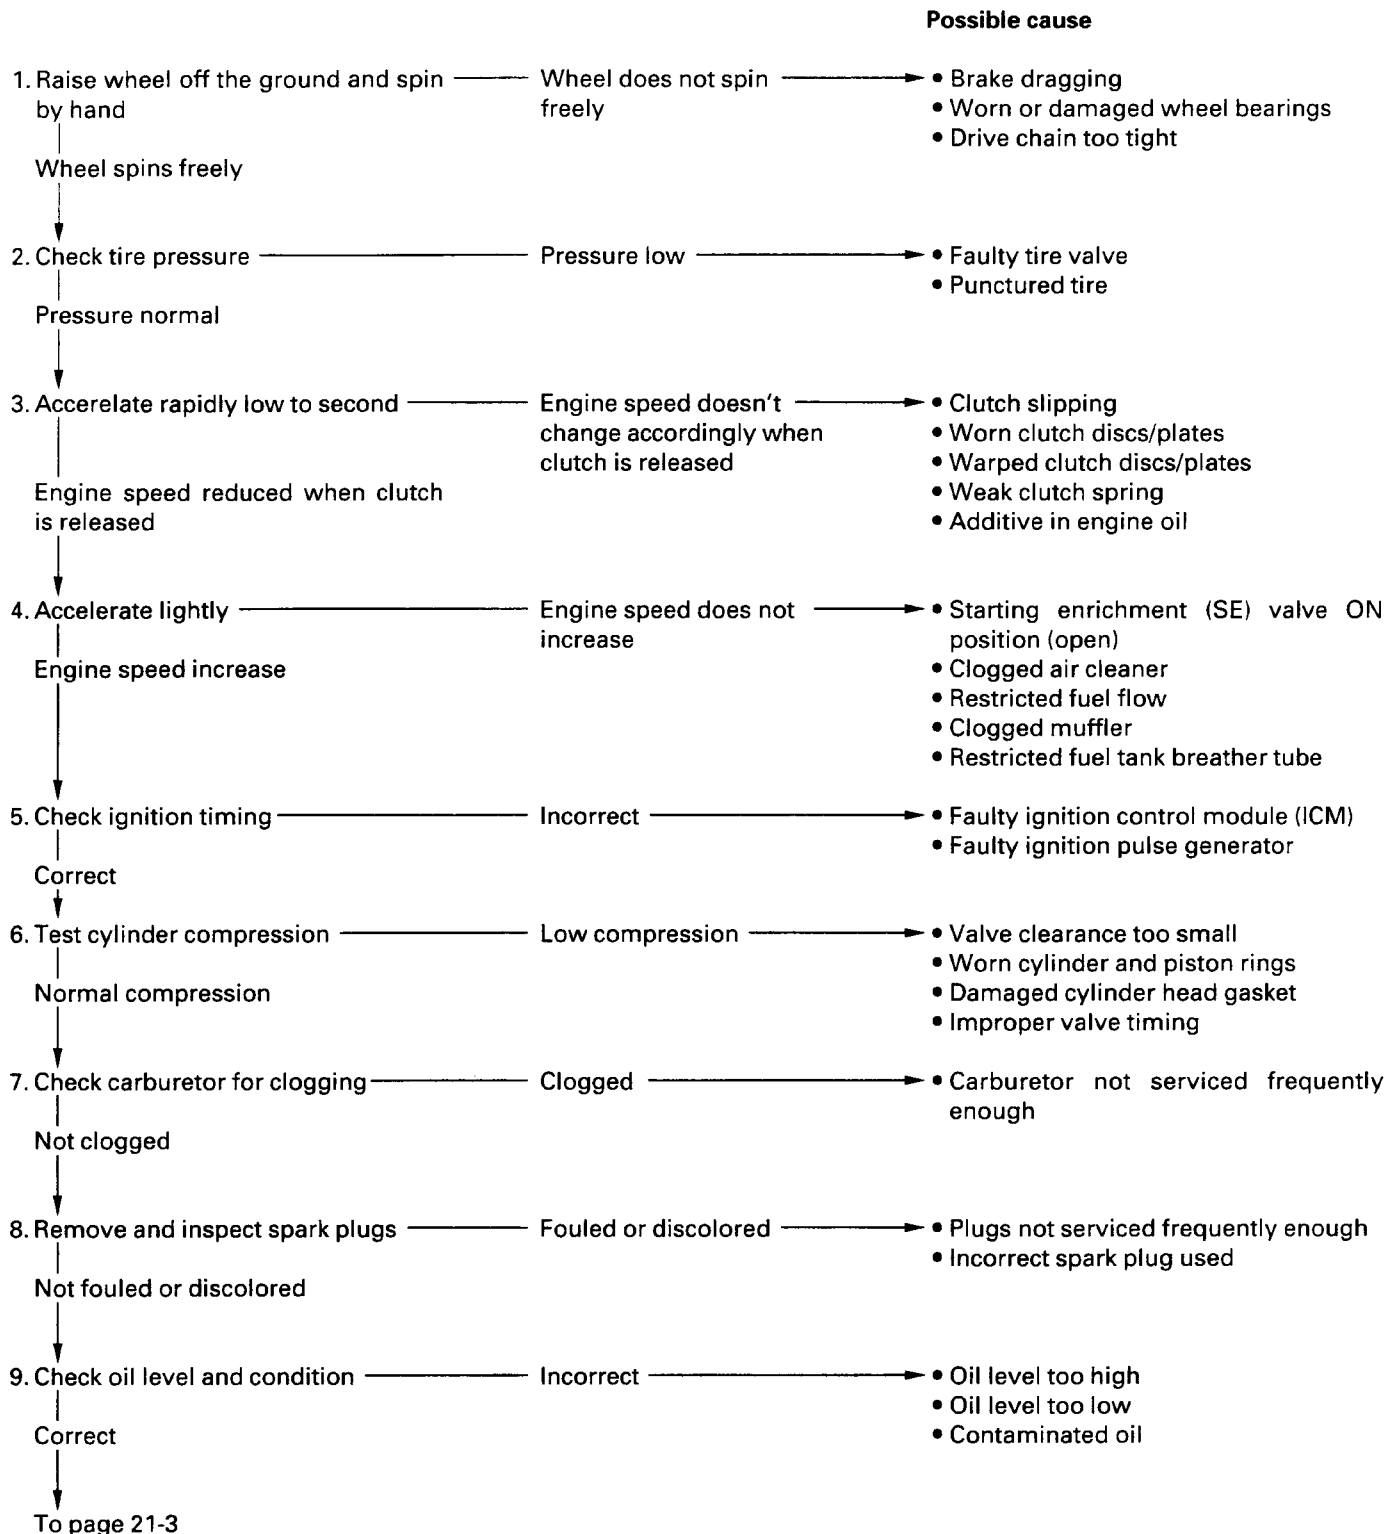 Possible cause
1. Raise wheel off the ground and spin by hand
Wheel does not spin freely
• Brake dragging
• Worn or damaged wheel bearings
• Drive chain too tight
Wheel spins freely
2. Check tire pressure
Pressure low
• Faulty tire valve
• Punctured tire
Pressure normal
3. Accerelate rapidly low to second
Engine speed doesn't change accordingly when clutch is released
• Clutch slipping
• Worn clutch discs/plates
• Warped clutch discs/plates
• Weak clutch spring
• Additive in engine oil
Engine speed reduced when clutch is released
4. Accelerate lightly
Engine speed does not increase
• Starting enrichment (SE) valve ON position (open)
• Clogged air cleaner
• Restricted fuel flow
• Clogged muffler
• Restricted fuel tank breather tube
Engine speed increase
5. Check ignition timing
Incorrect
• Faulty ignition control module (ICM)
• Faulty ignition pulse generator
Correct
6. Test cylinder compression
Low compression
• Valve clearance too small
• Worn cylinder and piston rings
• Damaged cylinder head gasket
• Improper valve timing
Normal compression
7. Check carburetor for clogging
Clogged
• Carburetor not serviced frequently enough
Not clogged
8. Remove and inspect spark plugs
Fouled or discolored
• Plugs not serviced frequently enough
• Incorrect spark plug used
Not fouled or discolored
9. Check oil level and condition
Incorrect
• Oil level too high
• Oil level too low
• Contaminated oil
Correct
To page 21-3